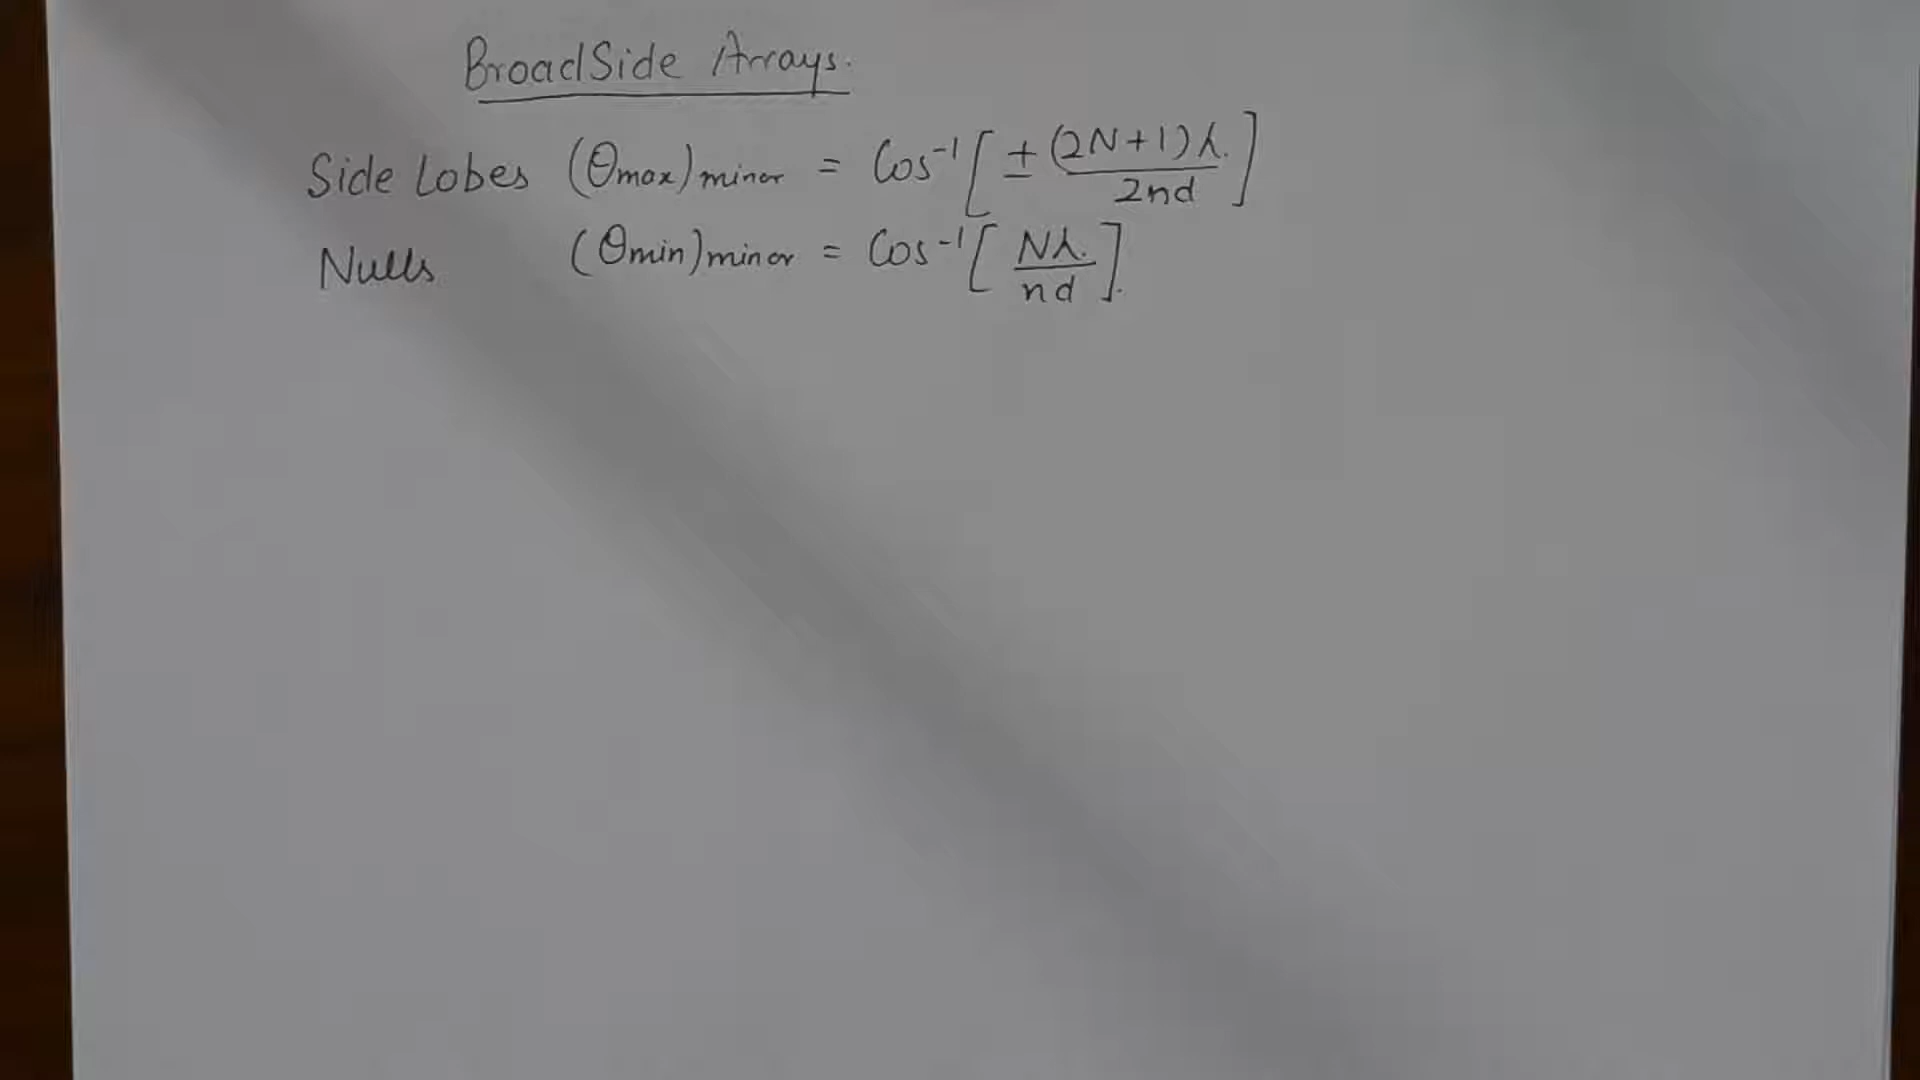 BroadSide Arrays.
Side Lobes (θmax)minor = Cos⁻¹[± (2N+1)λ. / 2nd]
Nulls (θmin)minor = Cos⁻¹[Nλ. / nd].